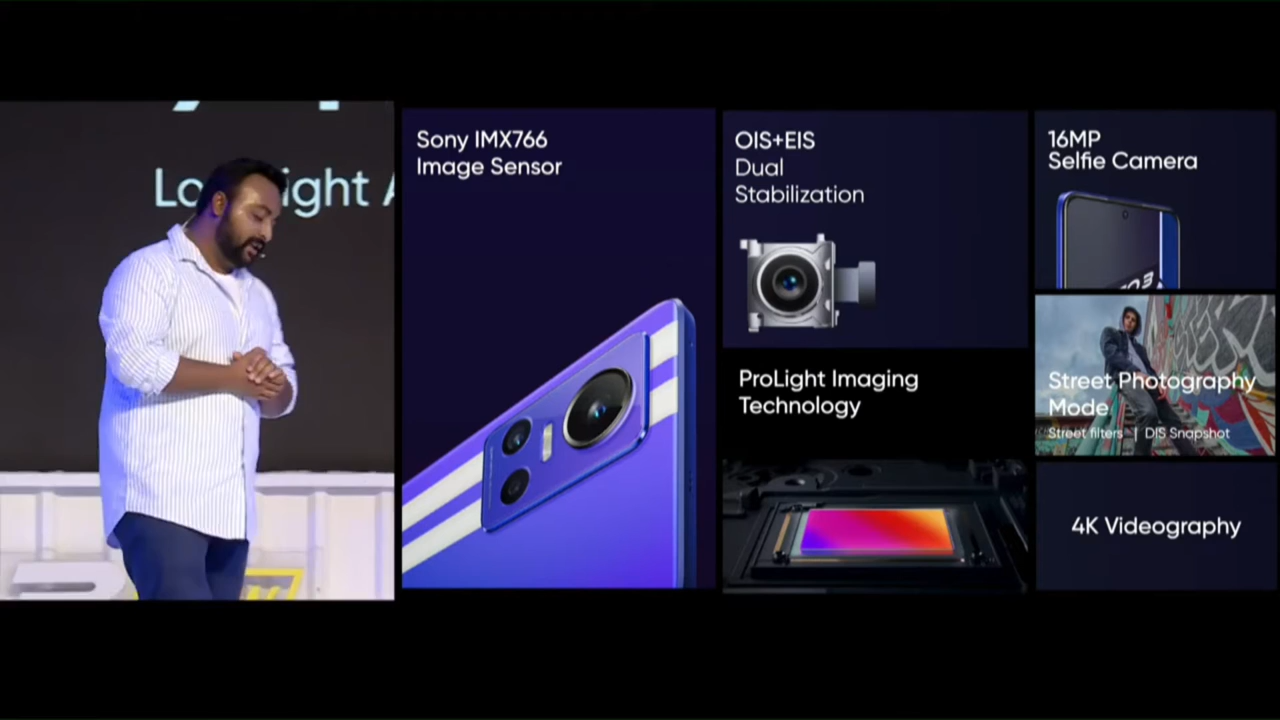 Sony IMX766
Image Sensor
OIS+EIS
Dual
Stabilization
ProLight Imaging
Technology
16MP
Selfie Camera
Street Photography
Mode
Street filters | DIS Snapshot
4K Videography